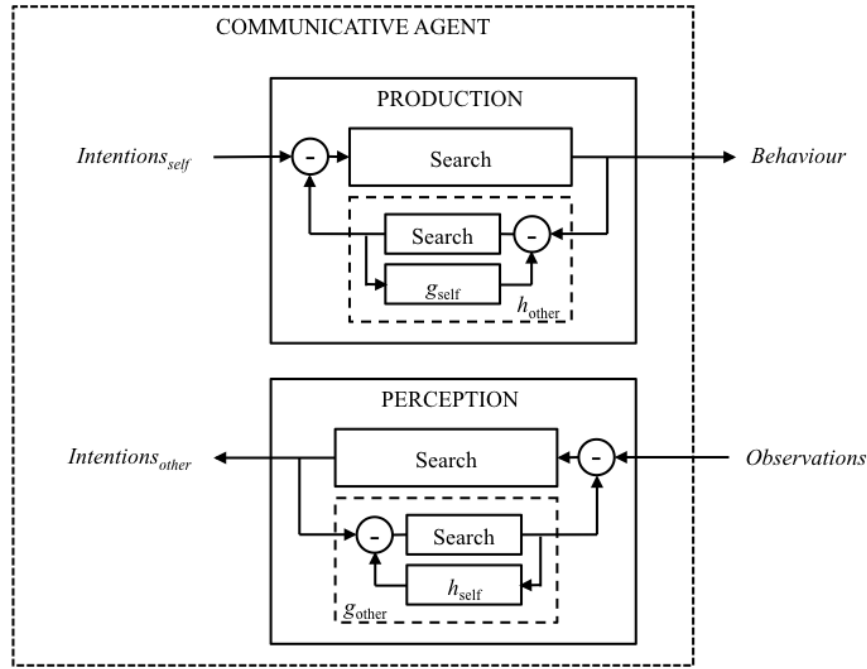 COMMUNICATIVE AGENT
PRODUCTION
Intentions_self
-
Search
Behaviour
Search
-
g_self
h_other
PERCEPTION
Intentions_other
Search
-
Observations
-
Search
h_self
g_other